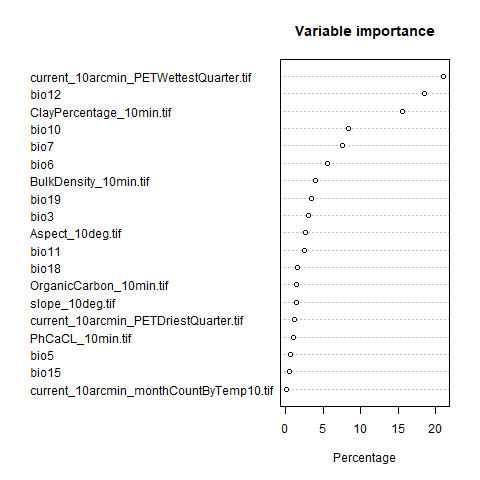 Variable importance
current_10arcmin_PETWettestQuarter.tif
bio12
ClayPercentage_10min.tif
bio10
bio7
bio6
BulkDensity_10min.tif
bio19
bio3
Aspect_10deg.tif
bio11
bio18
OrganicCarbon_10min.tif
slope_10deg.tif
current_10arcmin_PETDriestQuarter.tif
PhCaCL_10min.tif
bio5
bio15
current_10arcmin_monthCountByTemp10.tif
0 5 10 15 20
Percentage